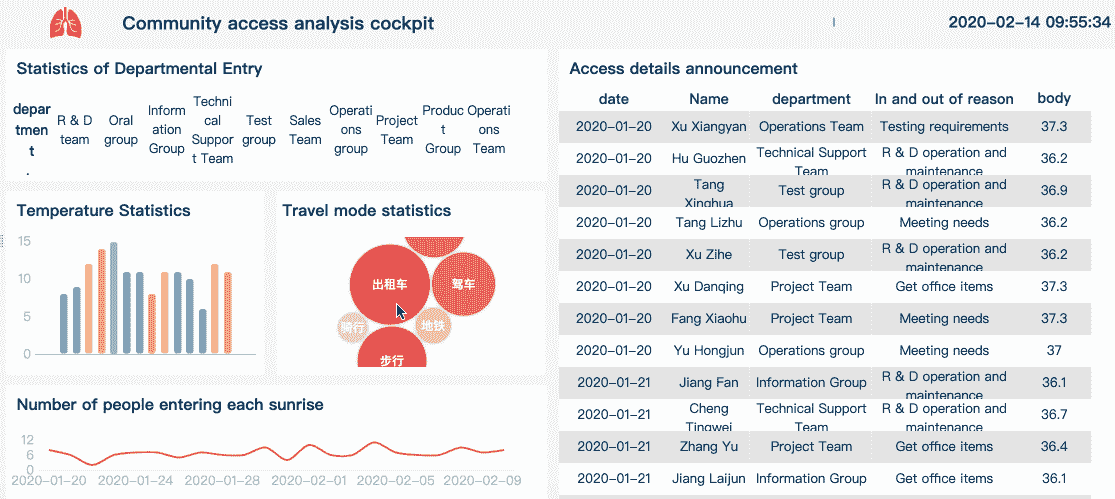 Community access analysis cockpit
2020-02-14 09:55:34
Statistics of Departmental Entry
depar
tmen
t
.
R & D
team
Oral
group
Inform
ation
Group
Techni
cal
Suppor
t Team
Test
group
Sales
Team
Operati
ons
group
Project
Team
Produc
t
Group
Operati
ons
Team
Temperature Statistics
15
10
5
0
Travel mode statistics
出租车
驾车
骑行
地铁
步行
Number of people entering each sunrise
12
6
0
2020-01-20 2020-01-24 2020-01-28 2020-02-01 2020-02-05 2020-02-09
Access details announcement
date Name department In and out of reason body
2020-01-20 Xu Xiangyan Operations Team Testing requirements 37.3
2020-01-20 Hu Guozhen Technical Support Team R & D operation and maintenance 36.2
2020-01-20 Tang Xinghua Test group R & D operation and maintenance 36.9
2020-01-20 Tang Lizhu Operations group Meeting needs 36.2
2020-01-20 Xu Zihe Test group R & D operation and maintenance 36.2
2020-01-20 Xu Danqing Project Team Get office items 37.3
2020-01-20 Fang Xiaohu Project Team Meeting needs 37.3
2020-01-20 Yu Hongjun Operations group Meeting needs 37
2020-01-21 Jiang Fan Information Group R & D operation and maintenance 36.1
2020-01-21 Cheng Tingwei Technical Support Team R & D operation and maintenance 36.7
2020-01-21 Zhang Yu Project Team Get office items 36.4
2020-01-21 Jiang Laijun Information Group Get office items 36.1